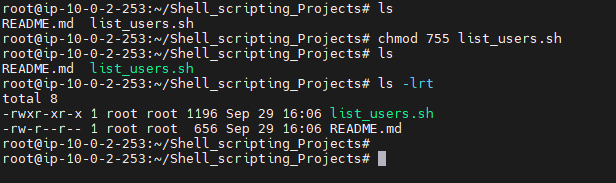 root@ip-10-0-2-253:~/Shell_scripting_Projects# ls
README.md  list_users.sh
root@ip-10-0-2-253:~/Shell_scripting_Projects# chmod 755 list_users.sh
root@ip-10-0-2-253:~/Shell_scripting_Projects# ls
README.md  list_users.sh
root@ip-10-0-2-253:~/Shell_scripting_Projects# ls -lrt
total 8
-rwxr-xr-x 1 root root 1196 Sep 29 16:06 list_users.sh
-rw-r--r-- 1 root root  656 Sep 29 16:06 README.md
root@ip-10-0-2-253:~/Shell_scripting_Projects#
root@ip-10-0-2-253:~/Shell_scripting_Projects#